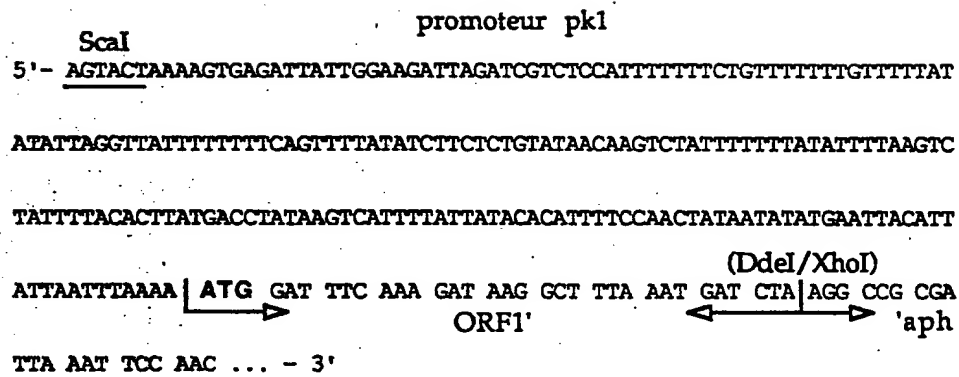 promoteur pk1
ScaI
5'- AGTACTAAAAGTGAGATTATTGGAAGATTAGATCGTCTCCATTTTTTTCTGTTTTTTTGTTTTTAT
ATATTAGGTTATTTTTTTTCAGTTTTATATCTTCTCTGTATAACAAGTCTATTTTTTTATATTTTAAGTC
TATTTTACACTTATGACCTATAAGTCATTTTATTATACACATTTTCCAACTATAATATATGAATTACATT
(DdeI/XhoI)
ATTAATTTAAAA ATG GAT TTC AAA GAT AAG GCT TTA AAT GAT CTA AGG CCG CGA
ORF1' 'aph
TTA AAT TCC AAC ... - 3'